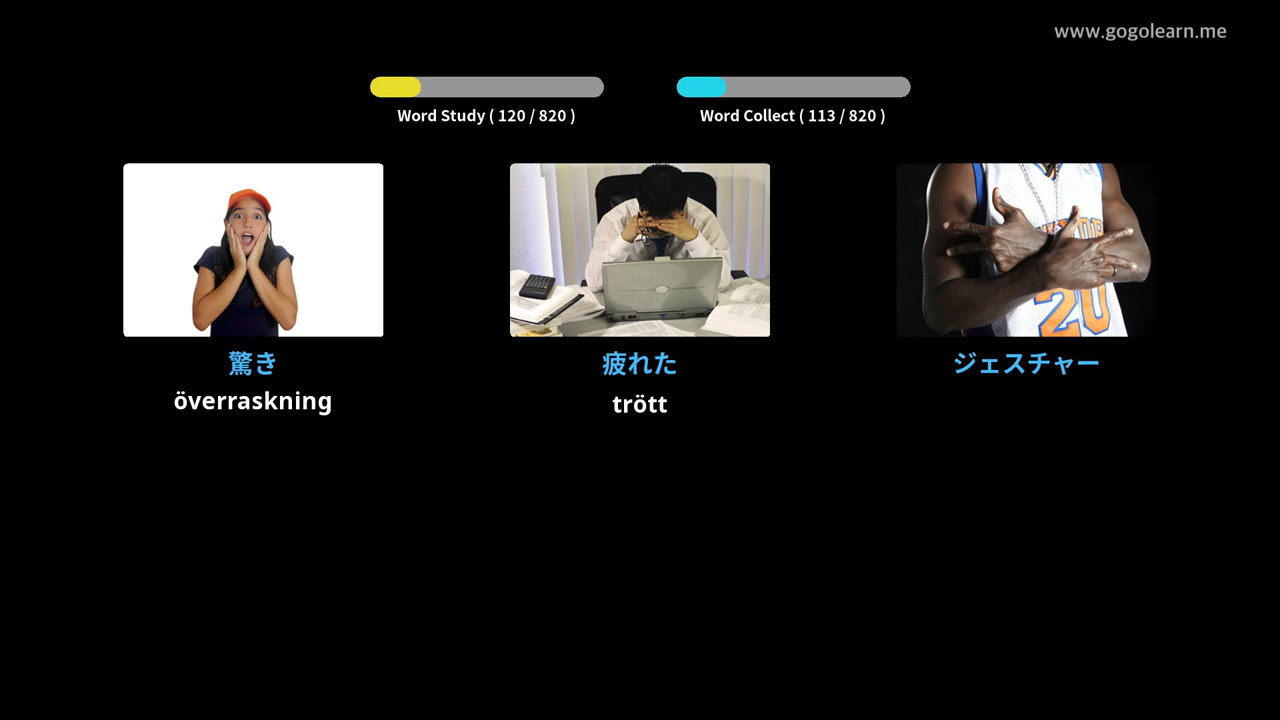 www.gogolearn.me
Word Study ( 120 / 820 )
Word Collect ( 113 / 820 )
驚き
överraskning
疲れた
trött
ジェスチャー
20